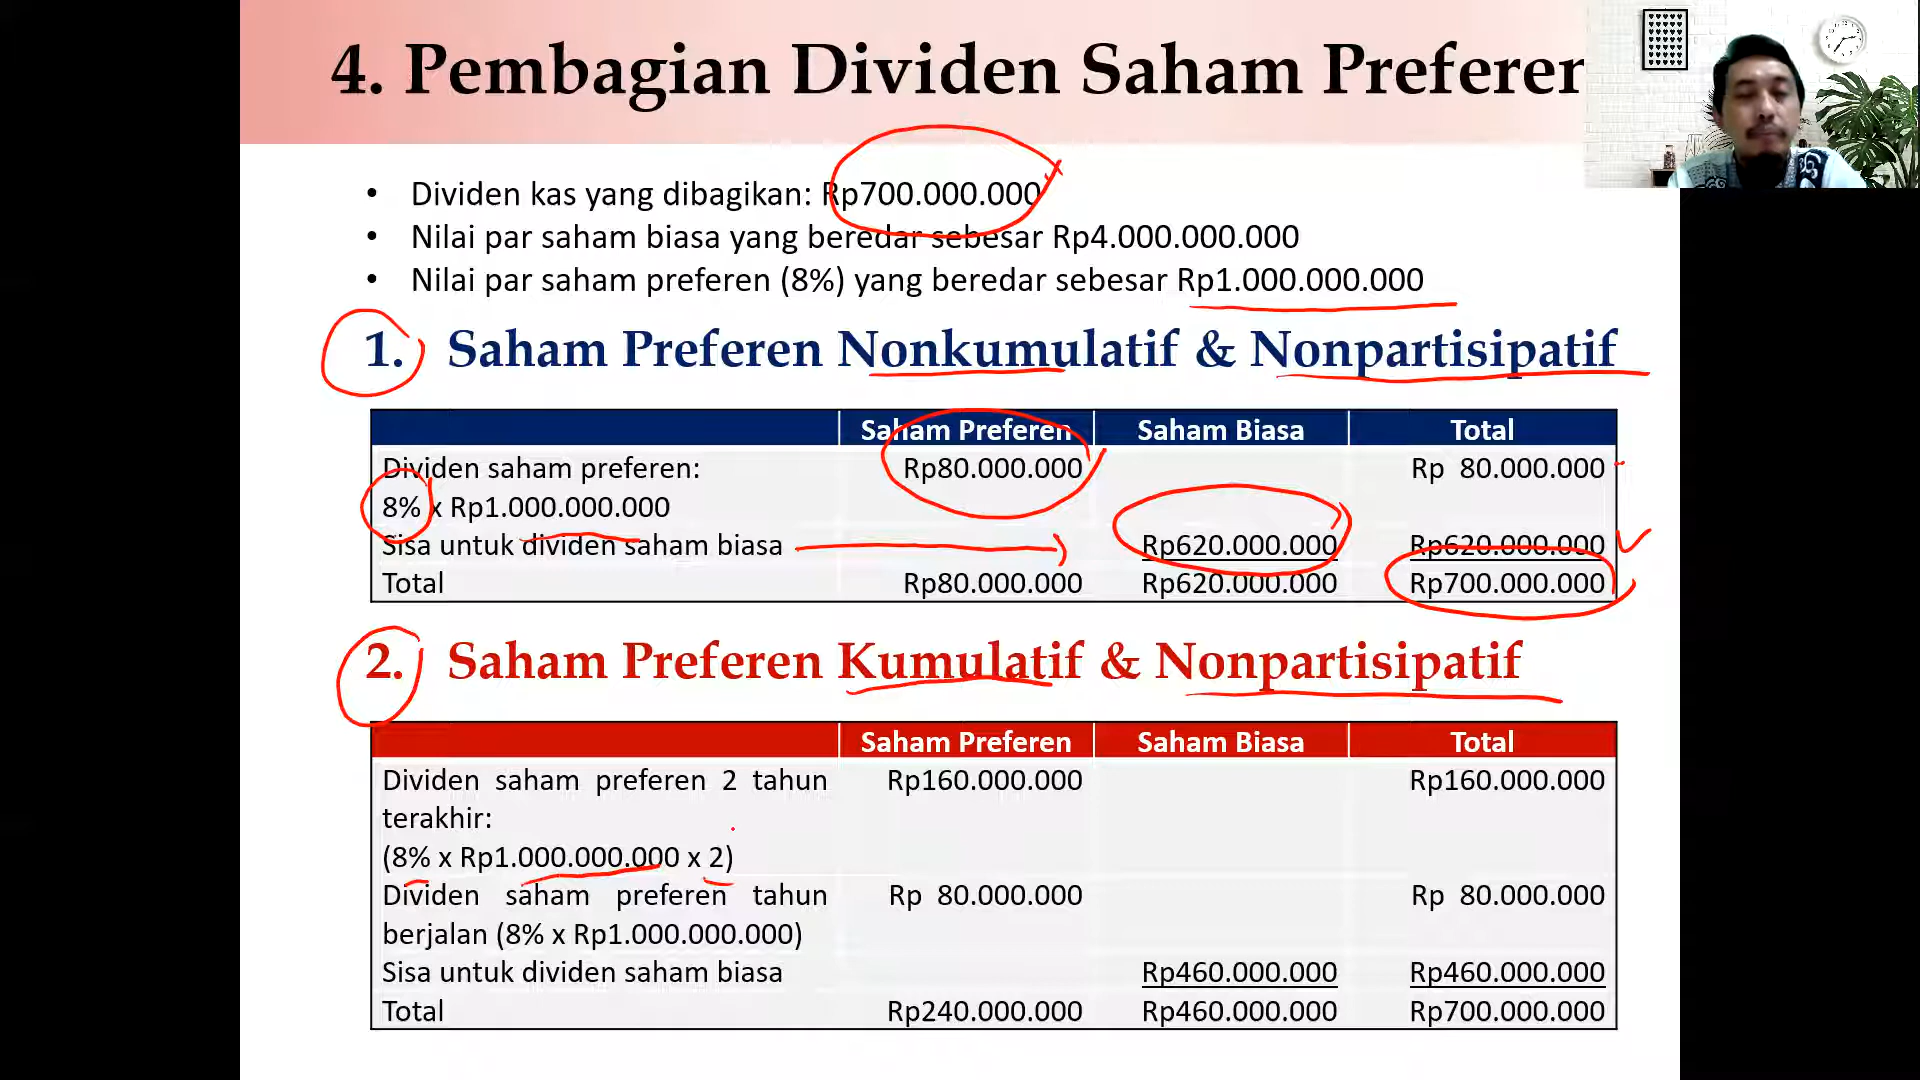 4. Pembagian Dividen Saham Preferen
• Dividen kas yang dibagikan: Rp700.000.000
• Nilai par saham biasa yang beredar sebesar Rp4.000.000.000
• Nilai par saham preferen (8%) yang beredar sebesar Rp1.000.000.000
1. Saham Preferen Nonkumulatif & Nonpartisipatif
Saham Preferen Saham Biasa Total
Dividen saham preferen: Rp80.000.000 Rp 80.000.000
8% x Rp1.000.000.000
Sisa untuk dividen saham biasa Rp620.000.000 Rp620.000.000
Total Rp80.000.000 Rp620.000.000 Rp700.000.000
2. Saham Preferen Kumulatif & Nonpartisipatif
Saham Preferen Saham Biasa Total
Dividen saham preferen 2 tahun Rp160.000.000 Rp160.000.000
terakhir:
(8% x Rp1.000.000.000 x 2)
Dividen saham preferen tahun Rp 80.000.000 Rp 80.000.000
berjalan (8% x Rp1.000.000.000)
Sisa untuk dividen saham biasa Rp460.000.000 Rp460.000.000
Total Rp240.000.000 Rp460.000.000 Rp700.000.000